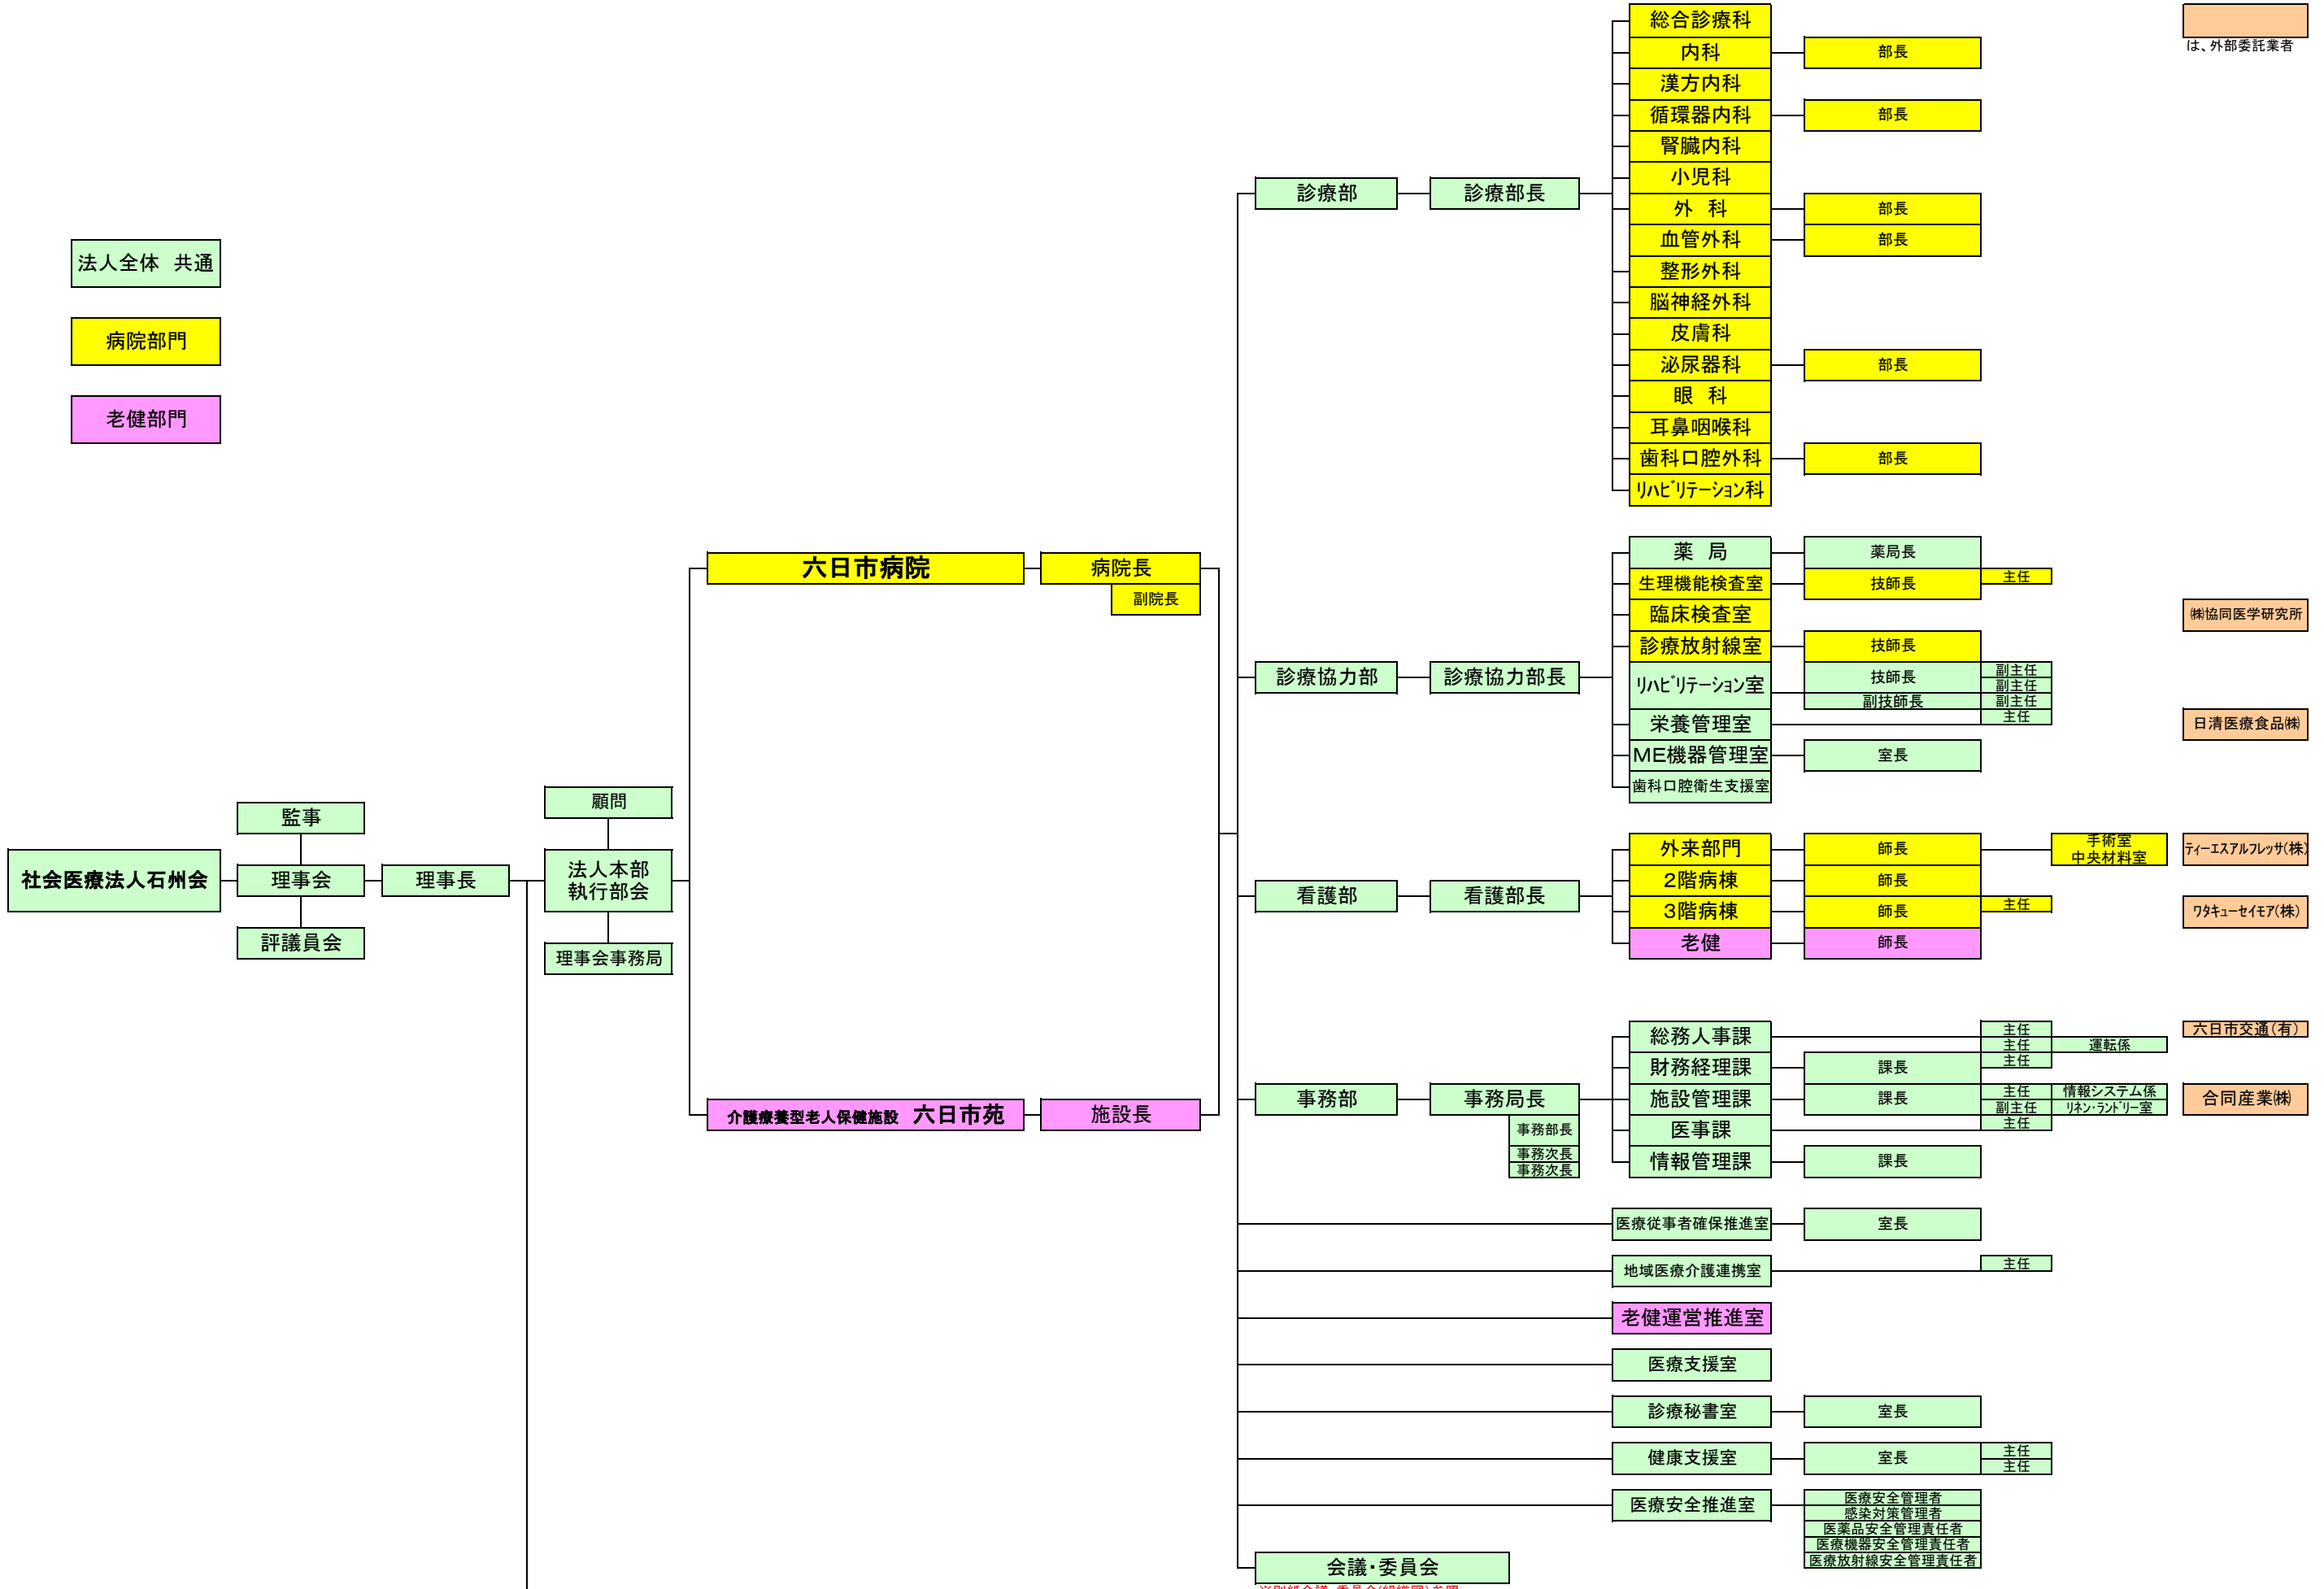 総合診療科
は、外部委託業者
内科
部長
漢方内科
循環器内科
部長
腎臓内科
小児科
診療部
診療部長
外　科
部長
血管外科
部長
法人全体　共通
整形外科
脳神経外科
病院部門
皮膚科
泌尿器科
部長
眼　科
老健部門
耳鼻咽喉科
歯科口腔外科
部長
ﾘﾊﾋﾞﾘﾃｰｼｮﾝ科
六日市病院
病院長
副院長
薬　局
薬局長
生理機能検査室
技師長
主任
臨床検査室
㈱協同医学研究所
診療放射線室
技師長
診療協力部
診療協力部長
ﾘﾊﾋﾞﾘﾃｰｼｮﾝ室
技師長
副主任
副主任
副技師長
副主任
栄養管理室
主任
日清医療食品㈱
ME機器管理室
室長
歯科口腔衛生支援室
顧問
監事
社会医療法人石州会
理事会
理事長
法人本部
執行部会
評議員会
理事会事務局
外来部門
師長
手術室
中央材料室
ﾃｨｰｴｽｱﾙﾌﾚｯｻ(株)
2階病棟
師長
看護部
看護部長
3階病棟
師長
主任
ﾜﾀｷｭｰｾｲﾓｱ(株)
老健
師長
総務人事課
主任
六日市交通(有)
主任
運転係
財務経理課
課長
主任
事務部
事務局長
施設管理課
課長
主任
情報システム係
合同産業㈱
副主任
ﾘﾈﾝ･ﾗﾝﾄﾞﾘｰ室
介護療養型老人保健施設　六日市苑
施設長
事務部長
医事課
主任
事務次長
事務次長
情報管理課
課長
医療従事者確保推進室
室長
地域医療介護連携室
主任
老健運営推進室
医療支援室
診療秘書室
室長
健康支援室
室長
主任
主任
医療安全推進室
医療安全管理者
感染対策管理者
医薬品安全管理責任者
医療機器安全管理責任者
医療放射線安全管理責任者
会議・委員会